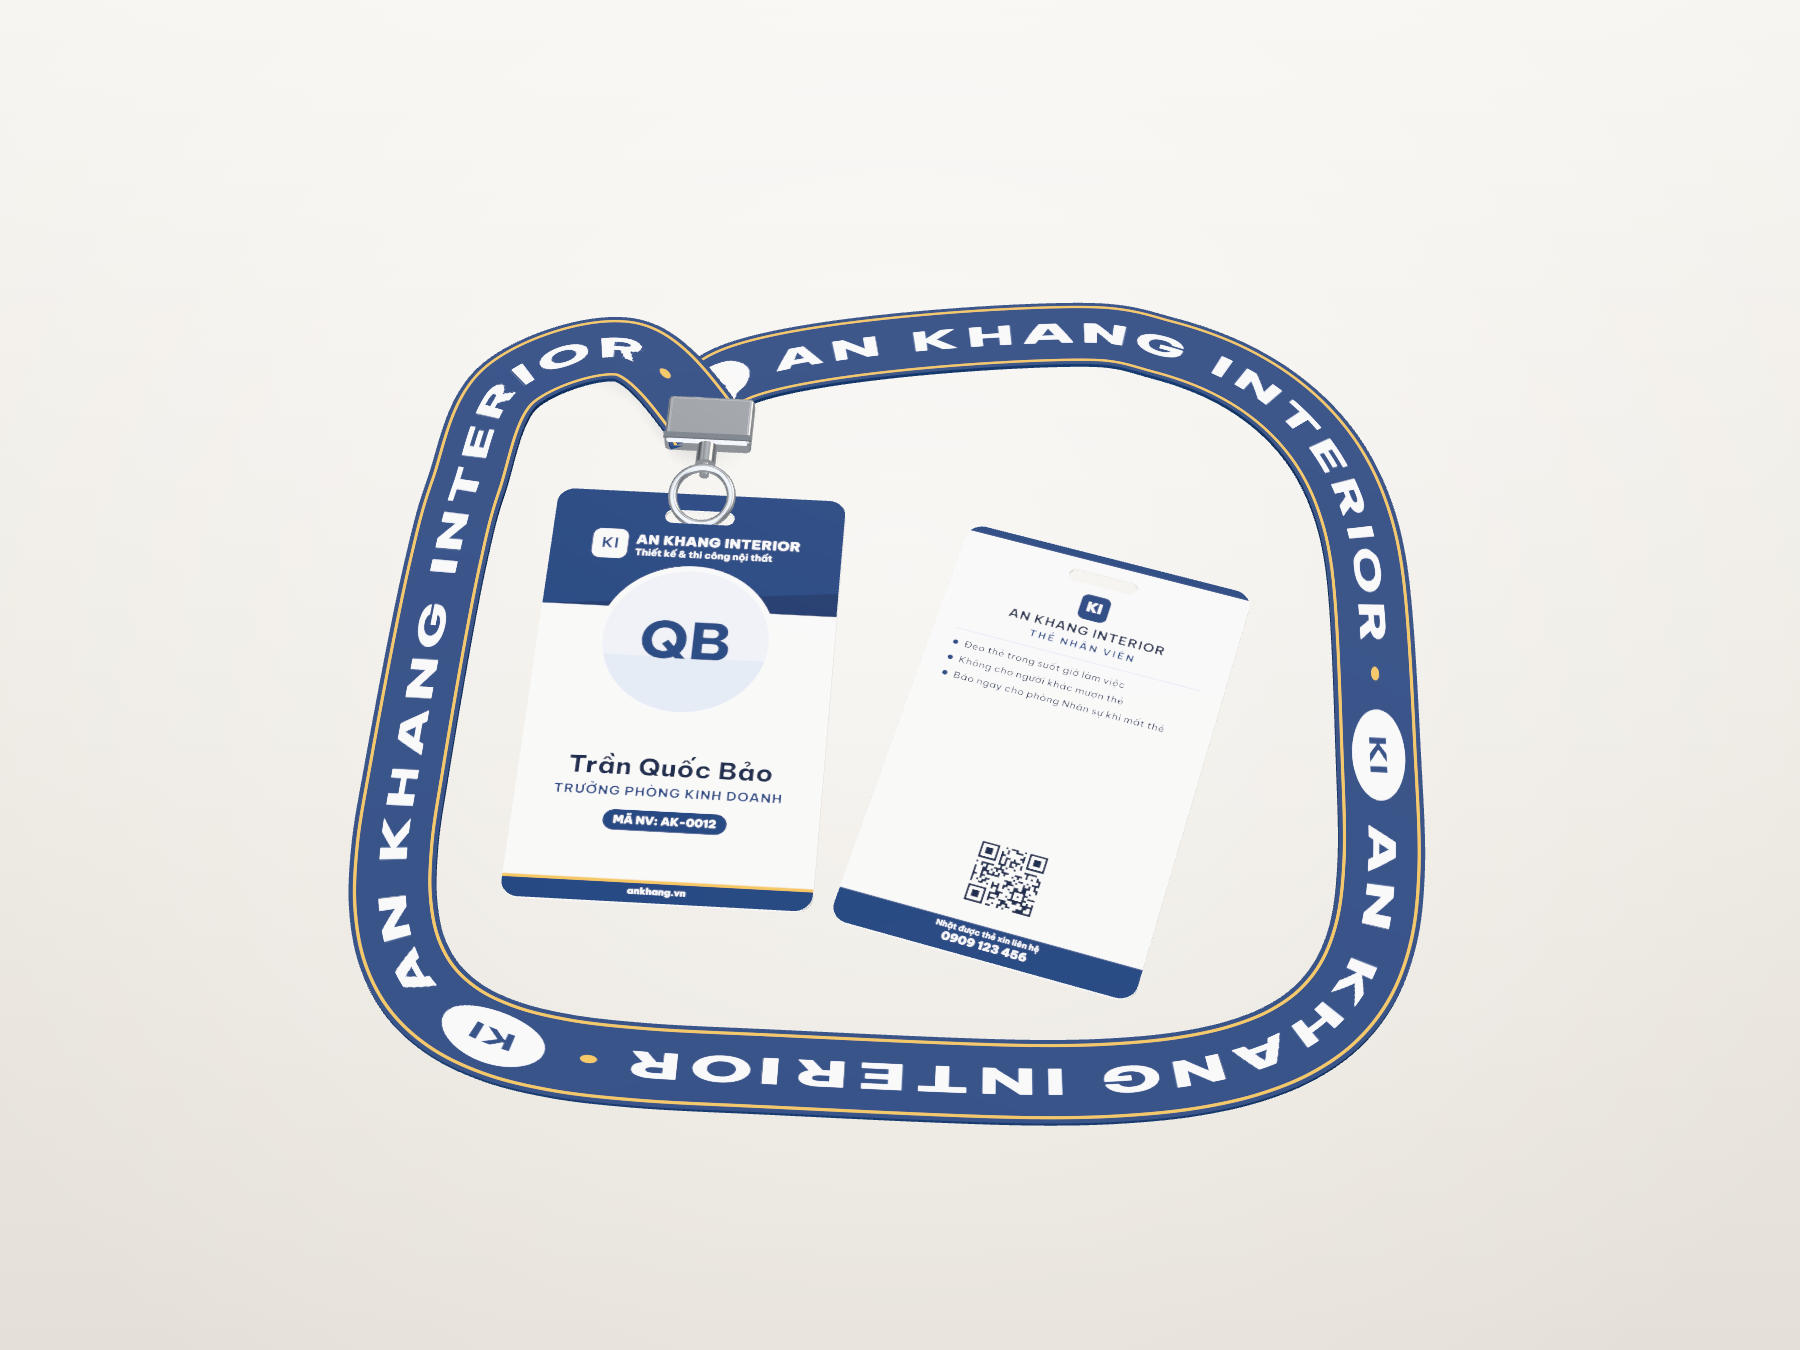 AN KHANG INTERIOR
KI
AN KHANG INTERIOR
KI
AN KHANG INTERIOR
AN KHANG INTERIOR
KI
AN KHANG INTERIOR
Thiết kế & thi công nội thất
QB
Trần Quốc Bảo
TRƯỞNG PHÒNG KINH DOANH
MÃ NV: AK-0012
ankhang.vn
KI
AN KHANG INTERIOR
THẺ NHÂN VIÊN
Đeo thẻ trong suốt giờ làm việc
Không cho người khác mượn thẻ
Báo ngay cho phòng Nhân sự khi mất thẻ
Nhặt được thẻ xin liên hệ
0909 123 456